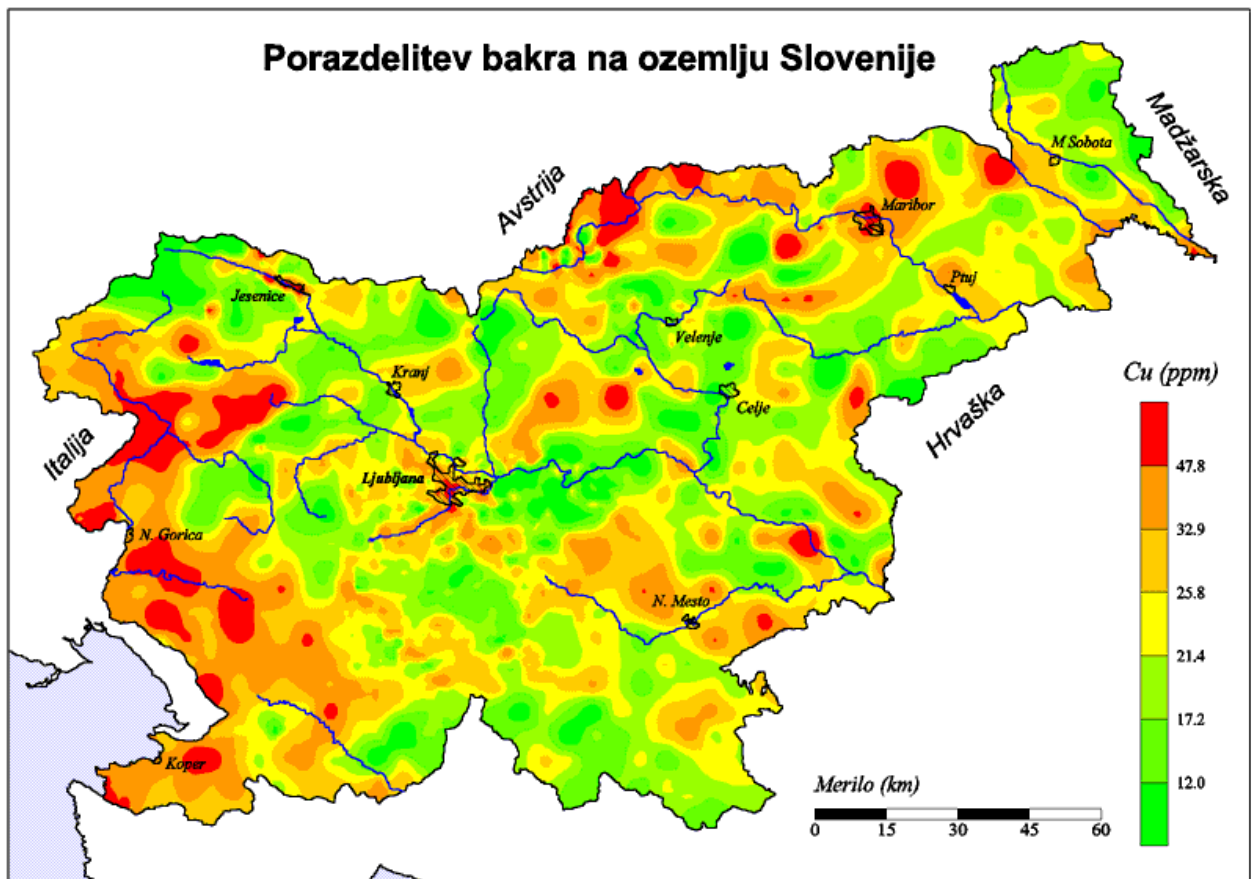 Porazdelitev bakra na ozemlju Slovenije
Madžarska
M Sobota
Avstrija
Maribor
Ptuj
Jesenice
Velenje
Kranj
Celje
Hrvaška
Italija
Ljubljana
N. Gorica
N. Mesto
Koper
Cu (ppm)
47.8
32.9
25.8
21.4
17.2
12.0
Merilo (km)
0 15 30 45 60